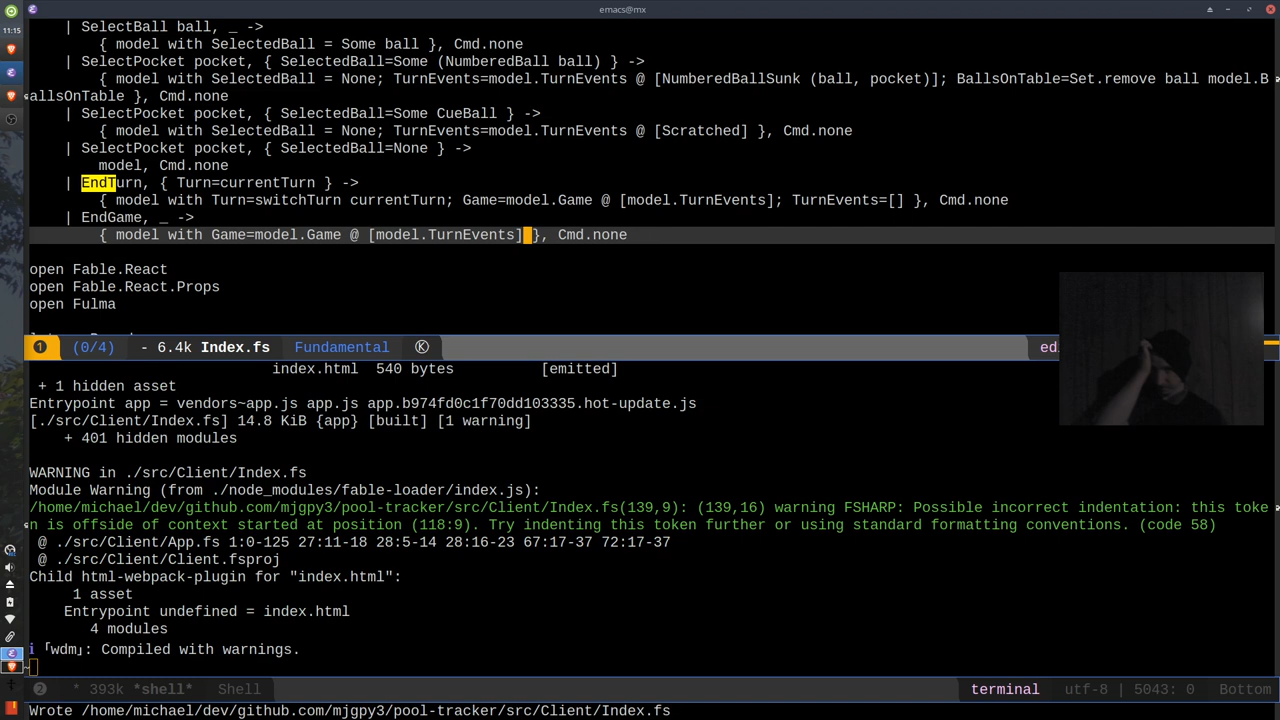 emacs@mx
11:15
| SelectBall ball, _ ->
{ model with SelectedBall = Some ball }, Cmd.none
| SelectPocket pocket, { SelectedBall=Some (NumberedBall ball) } ->
{ model with SelectedBall = None; TurnEvents=model.TurnEvents @ [NumberedBallSunk (ball, pocket)]; BallsOnTable=Set.remove ball model.B
allsOnTable }, Cmd.none
| SelectPocket pocket, { SelectedBall=Some CueBall } ->
{ model with SelectedBall = None; TurnEvents=model.TurnEvents @ [Scratched] }, Cmd.none
| SelectPocket pocket, { SelectedBall=None } ->
model, Cmd.none
| EndTurn, { Turn=currentTurn } ->
{ model with Turn=switchTurn currentTurn; Game=model.Game @ [model.TurnEvents]; TurnEvents=[] }, Cmd.none
| EndGame, _ ->
{ model with Game=model.Game @ [model.TurnEvents] }, Cmd.none
open Fable.React
open Fable.React.Props
open Fulma
1 (0/4) - 6.4k Index.fs Fundamental K edi
index.html 540 bytes [emitted]
+ 1 hidden asset
Entrypoint app = vendors~app.js app.js app.b974fd0c1f70dd103335.hot-update.js
[./src/Client/Index.fs] 14.8 KiB {app} [built] [1 warning]
+ 401 hidden modules
WARNING in ./src/Client/Index.fs
Module Warning (from ./node_modules/fable-loader/index.js):
/home/michael/dev/github.com/mjgpy3/pool-tracker/src/Client/Index.fs(139,9): (139,16) warning FSHARP: Possible incorrect indentation: this toke
n is offside of context started at position (118:9). Try indenting this token further or using standard formatting conventions. (code 58)
@ ./src/Client/App.fs 1:0-125 27:11-18 28:5-14 28:16-23 67:17-37 72:17-37
@ ./src/Client/Client.fsproj
Child html-webpack-plugin for "index.html":
1 asset
Entrypoint undefined = index.html
4 modules
i ｢wdm｣: Compiled with warnings.
2 * 393k *shell* Shell terminal utf-8 | 5043: 0 Bottom
Wrote /home/michael/dev/github.com/mjgpy3/pool-tracker/src/Client/Index.fs